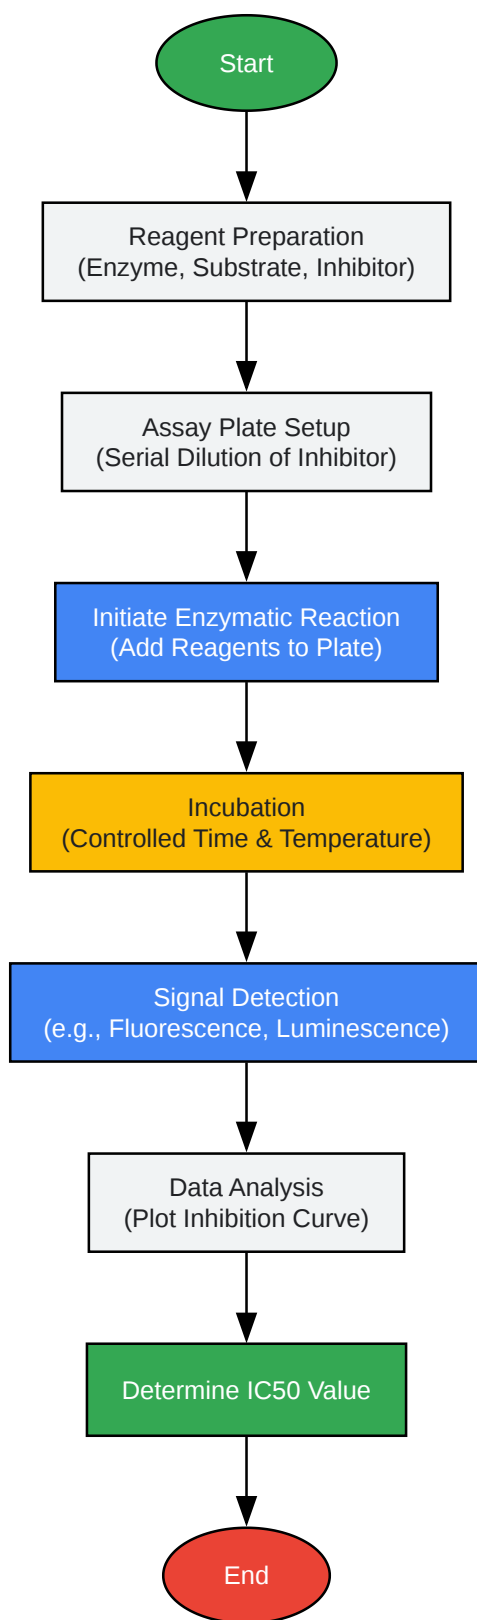 Start
Reagent Preparation
(Enzyme, Substrate, Inhibitor)
Assay Plate Setup
(Serial Dilution of Inhibitor)
Initiate Enzymatic Reaction
(Add Reagents to Plate)
Incubation
(Controlled Time & Temperature)
Signal Detection
(e.g., Fluorescence, Luminescence)
Data Analysis
(Plot Inhibition Curve)
Determine IC50 Value
End